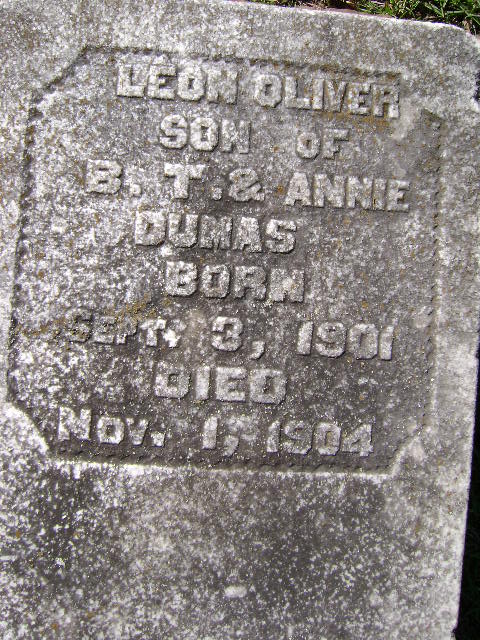 LEON OLIVER
SON OF
B. T. & ANNIE
DUMAS
BORN
SEPT. 3, 1901
DIED
NOV. 1, 1904